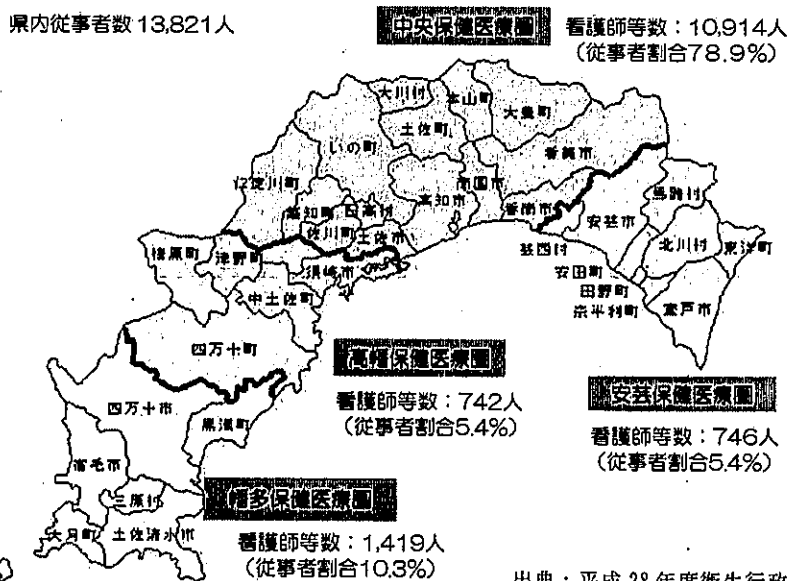 県内従事者数13,821人
中央保健医療圏
看護師等数：10,914人
（従事者割合78.9%）
大川村
本山町
大豊町
土佐町
いの町
香美市
仁淀川町
南国市
高知市
越知町
日高村
香南市
佐川町
土佐市
馬路村
安芸市
北川村
東洋町
芸西村
安田町
田野町
奈半利町
室戸市
梼原町
津野町
須崎市
中土佐町
四万十町
高幡保健医療圏
看護師等数：742人
（従事者割合5.4%）
安芸保健医療圏
看護師等数：746人
（従事者割合5.4%）
四万十市
黒潮町
宿毛市
三原村
大月町
土佐清水市
幡多保健医療圏
看護師等数：1,419人
（従事者割合10.3%）